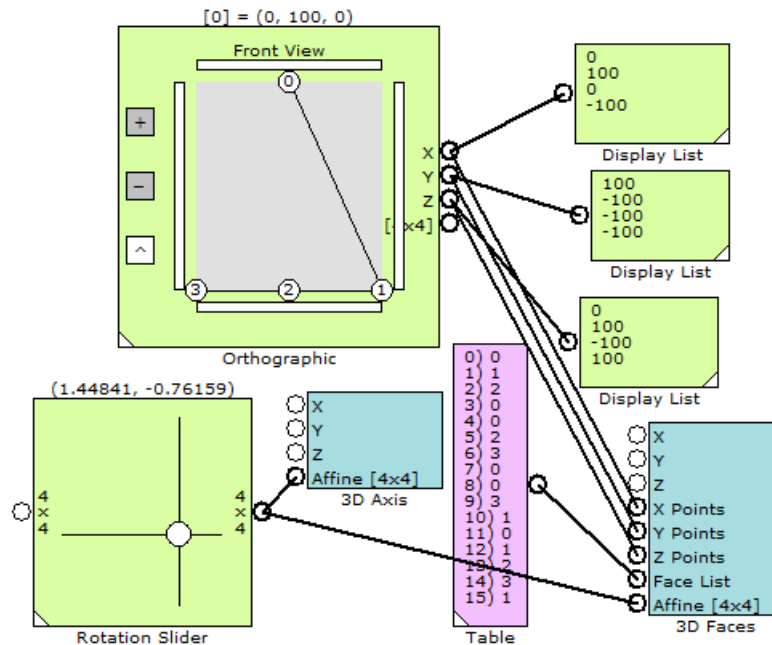 [0] = (0, 100, 0)
Front View
0
+
−
^
3
2
1
X
Y
Z
[4x4]
Orthographic
0
100
0
-100
Display List
100
-100
-100
-100
Display List
0
100
-100
100
Display List
(1.44841, -0.76159)
4
x
4
4
x
4
Rotation Slider
X
Y
Z
Affine [4x4]
3D Axis
0) 0
1) 1
2) 2
3) 0
4) 0
5) 2
6) 3
7) 0
8) 0
9) 3
10) 1
11) 0
12) 1
13) 2
14) 3
15) 1
Table
X
Y
Z
X Points
Y Points
Z Points
Face List
Affine [4x4]
3D Faces